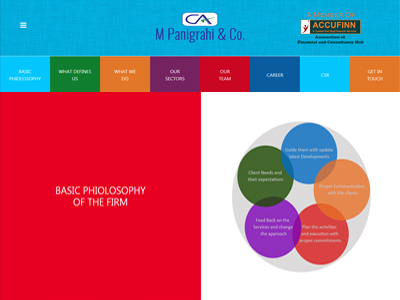 CA
M Panigrahi & Co.
A Member Of
ACCUFINN
Association of
Financial and Consultancy Hub
BASIC
PHIOLOSOPHY
WHAT DEFINES
US
WHAT WE
DO
OUR
SECTORS
OUR
TEAM
CAREER
CSR
GET IN
TOUCH
BASIC PHIOLOSOPHY
OF THE FIRM
Guide them with update
latest Developments
Client Needs and
their expectations
Proper Communication
with the clients
Feed Back on the
Services and change
the approach
Plan the activities
and execution with
proper commitments